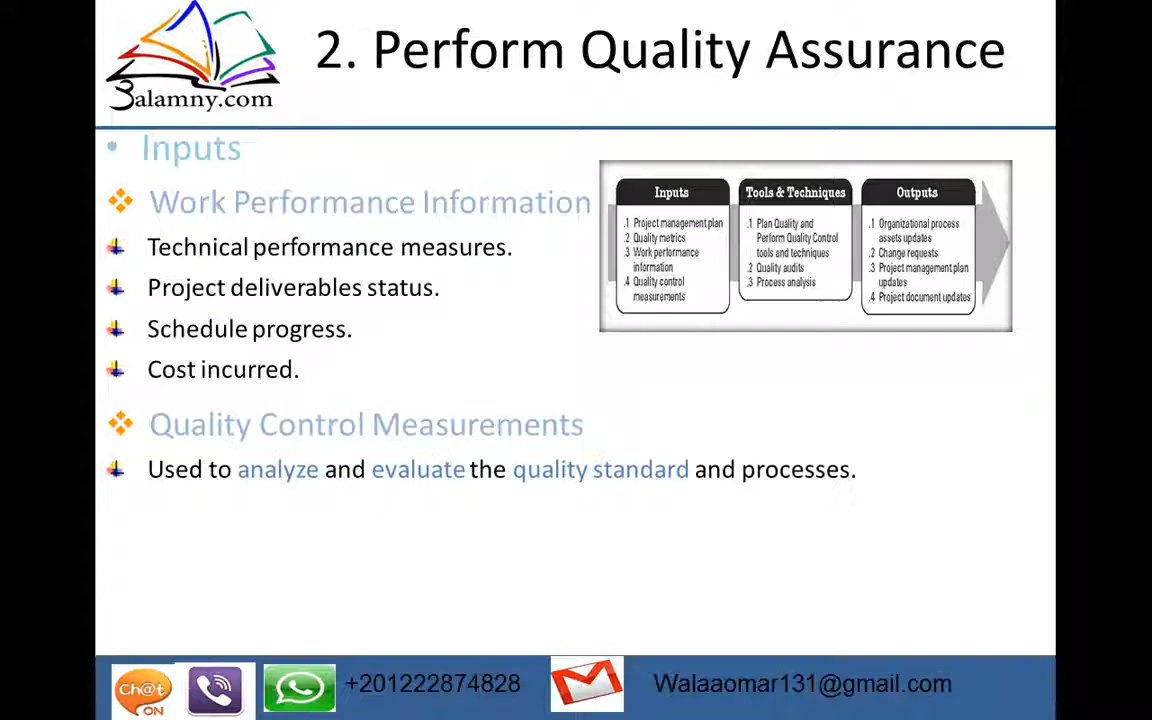 2. Perform Quality Assurance
3alamny.com
• Inputs
Work Performance Information
Technical performance measures.
Project deliverables status.
Schedule progress.
Cost incurred.
Quality Control Measurements
Used to analyze and evaluate the quality standard and processes.
Inputs
.1 Project management plan
.2 Quality metrics
.3 Work performance
information
.4 Quality control
measurements
Tools & Techniques
.1 Plan Quality and
Perform Quality Control
tools and techniques
.2 Quality audits
.3 Process analysis
Outputs
.1 Organizational process
assets updates
.2 Change requests
.3 Project management plan
updates
.4 Project document updates
Ch@t
ON
+201222874828
Walaaomar131@gmail.com